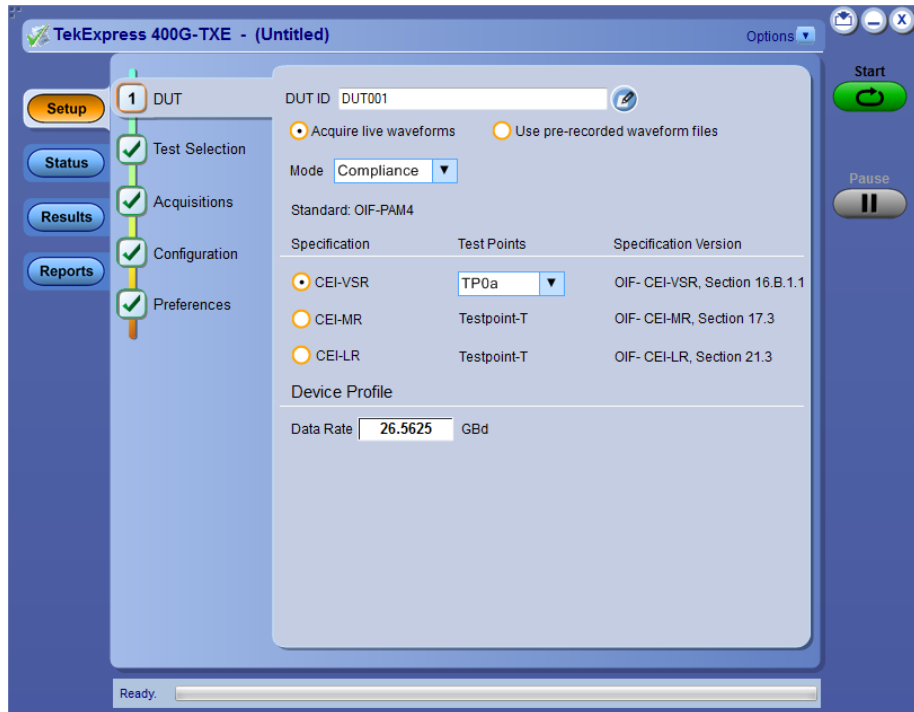 TekExpress 400G-TXE - (Untitled)
Options
Start
Pause
Setup
Status
Results
Reports
1 DUT
Test Selection
Acquisitions
Configuration
Preferences
DUT ID DUT001
Acquire live waveforms Use pre-recorded waveform files
Mode Compliance
Standard: OIF-PAM4
Specification Test Points Specification Version
CEI-VSR TP0a OIF- CEI-VSR, Section 16.B.1.1
CEI-MR Testpoint-T OIF- CEI-MR, Section 17.3
CEI-LR Testpoint-T OIF- CEI-LR, Section 21.3
Device Profile
Data Rate 26.5625 GBd
Ready.